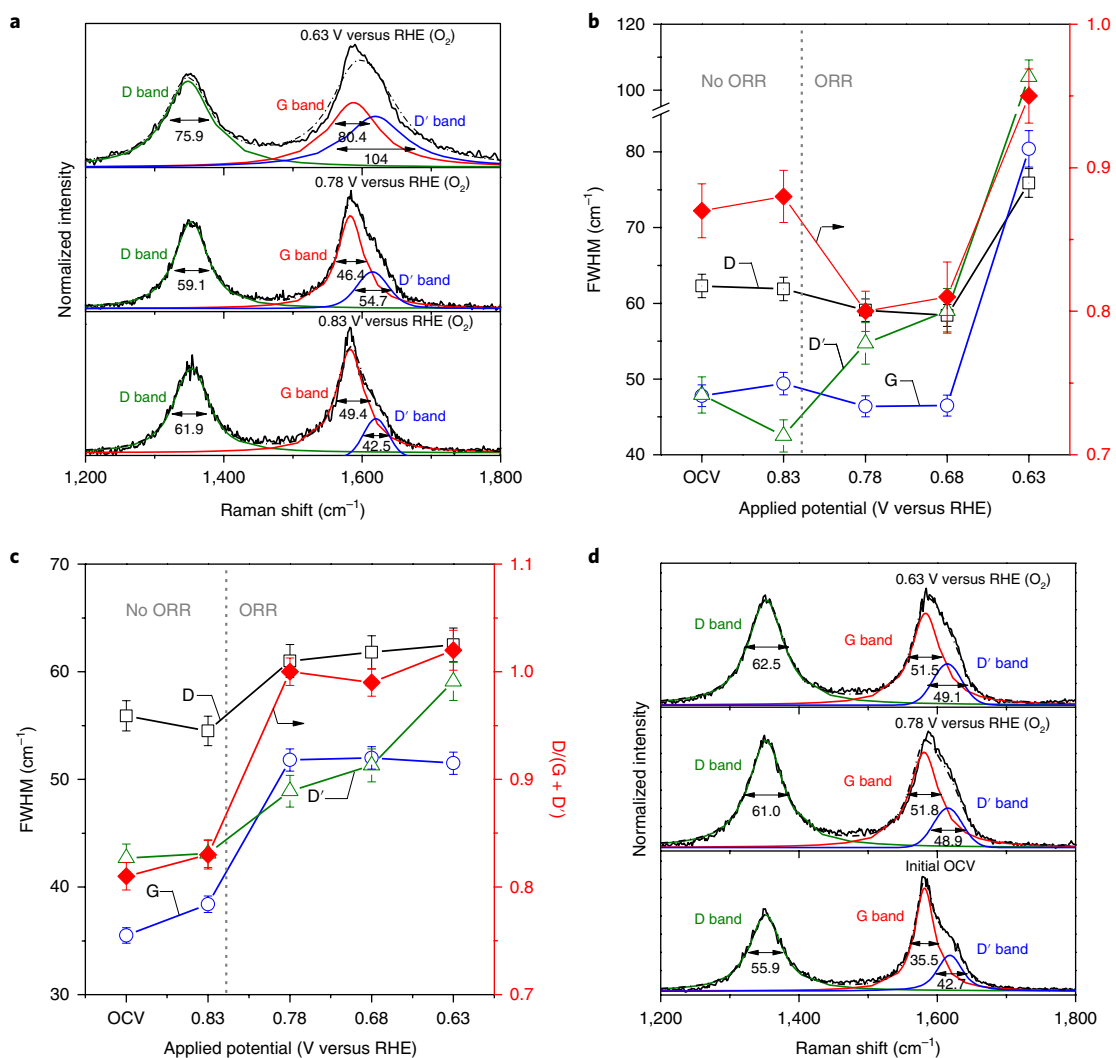 a
0.63 V versus RHE (O₂)
D band
G band
D′ band
75.9
80.4
104
0.78 V versus RHE (O₂)
D band
G band
D′ band
59.1
46.4
54.7
0.83 V versus RHE (O₂)
D band
G band
D′ band
61.9
49.4
42.5
Normalized intensity
1,200 1,400 1,600 1,800
Raman shift (cm⁻¹)
b
120
100
80
70
60
50
40
FWHM (cm⁻¹)
No ORR
ORR
D
D′
G
1.0
0.9
0.8
0.7
OCV 0.83 0.78 0.68 0.63
Applied potential (V versus RHE)
c
70
60
50
40
30
FWHM (cm⁻¹)
No ORR
ORR
D
D′
G
1.1
1.0
0.9
0.8
0.7
D/(G + D′)
OCV 0.83 0.78 0.68 0.63
Applied potential (V versus RHE)
d
0.63 V versus RHE (O₂)
D band
G band
D′ band
62.5
51.5
49.1
0.78 V versus RHE (O₂)
D band
G band
D′ band
61.0
51.8
48.9
Initial OCV
D band
G band
D′ band
55.9
35.5
42.7
Normalized intensity
1,200 1,400 1,600 1,800
Raman shift (cm⁻¹)